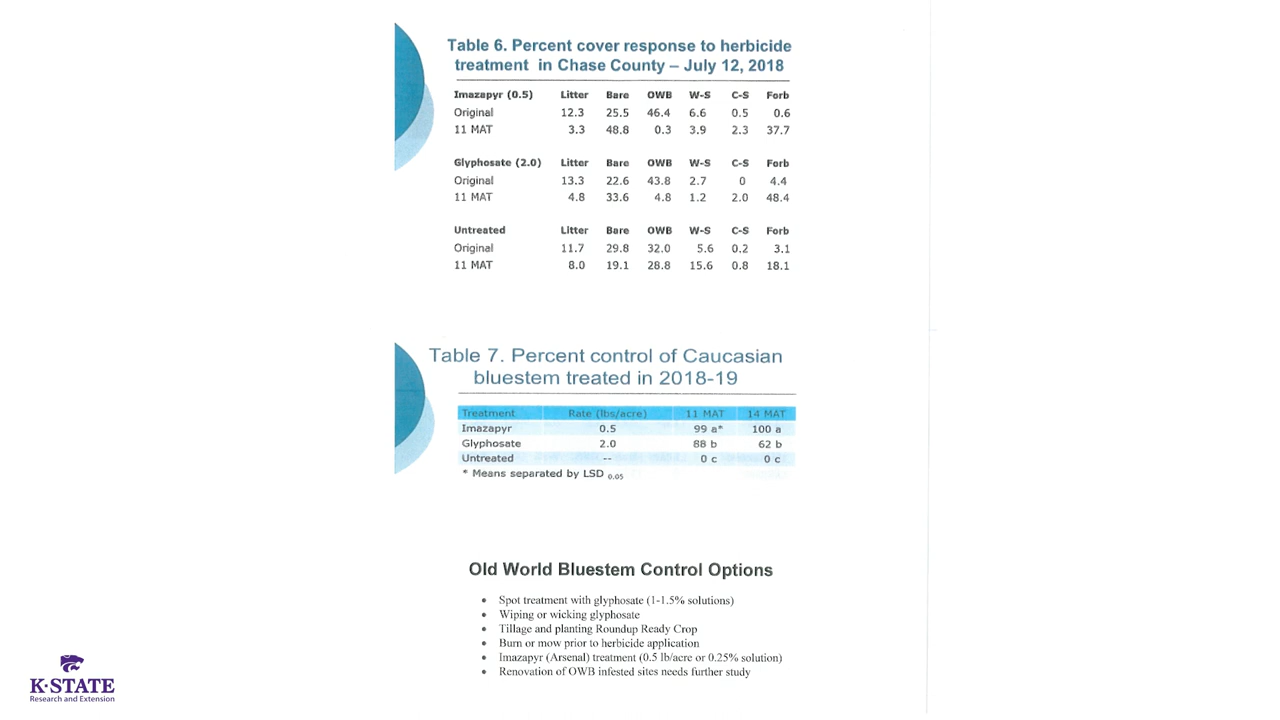 Table 6. Percent cover response to herbicide
treatment in Chase County – July 12, 2018
Imazapyr (0.5) Litter Bare OWB W-S C-S Forb
Original 12.3 25.5 46.4 6.6 0.5 0.6
11 MAT 3.3 48.8 0.3 3.9 2.3 37.7
Glyphosate (2.0) Litter Bare OWB W-S C-S Forb
Original 13.3 22.6 43.8 2.7 0 4.4
11 MAT 4.8 33.6 4.8 1.2 2.0 48.4
Untreated Litter Bare OWB W-S C-S Forb
Original 11.7 29.8 32.0 5.6 0.2 3.1
11 MAT 8.0 19.1 28.8 15.6 0.8 18.1
Table 7. Percent control of Caucasian
bluestem treated in 2018-19
Treatment Rate (lbs/acre) 11 MAT 14 MAT
Imazapyr 0.5 99 a* 100 a
Glyphosate 2.0 88 b 62 b
Untreated -- 0 c 0 c
* Means separated by LSD 0.05
Old World Bluestem Control Options
• Spot treatment with glyphosate (1-1.5% solutions)
• Wiping or wicking glyphosate
• Tillage and planting Roundup Ready Crop
• Burn or mow prior to herbicide application
• Imazapyr (Arsenal) treatment (0.5 lb/acre or 0.25% solution)
• Renovation of OWB infested sites needs further study
K-STATE
Research and Extension